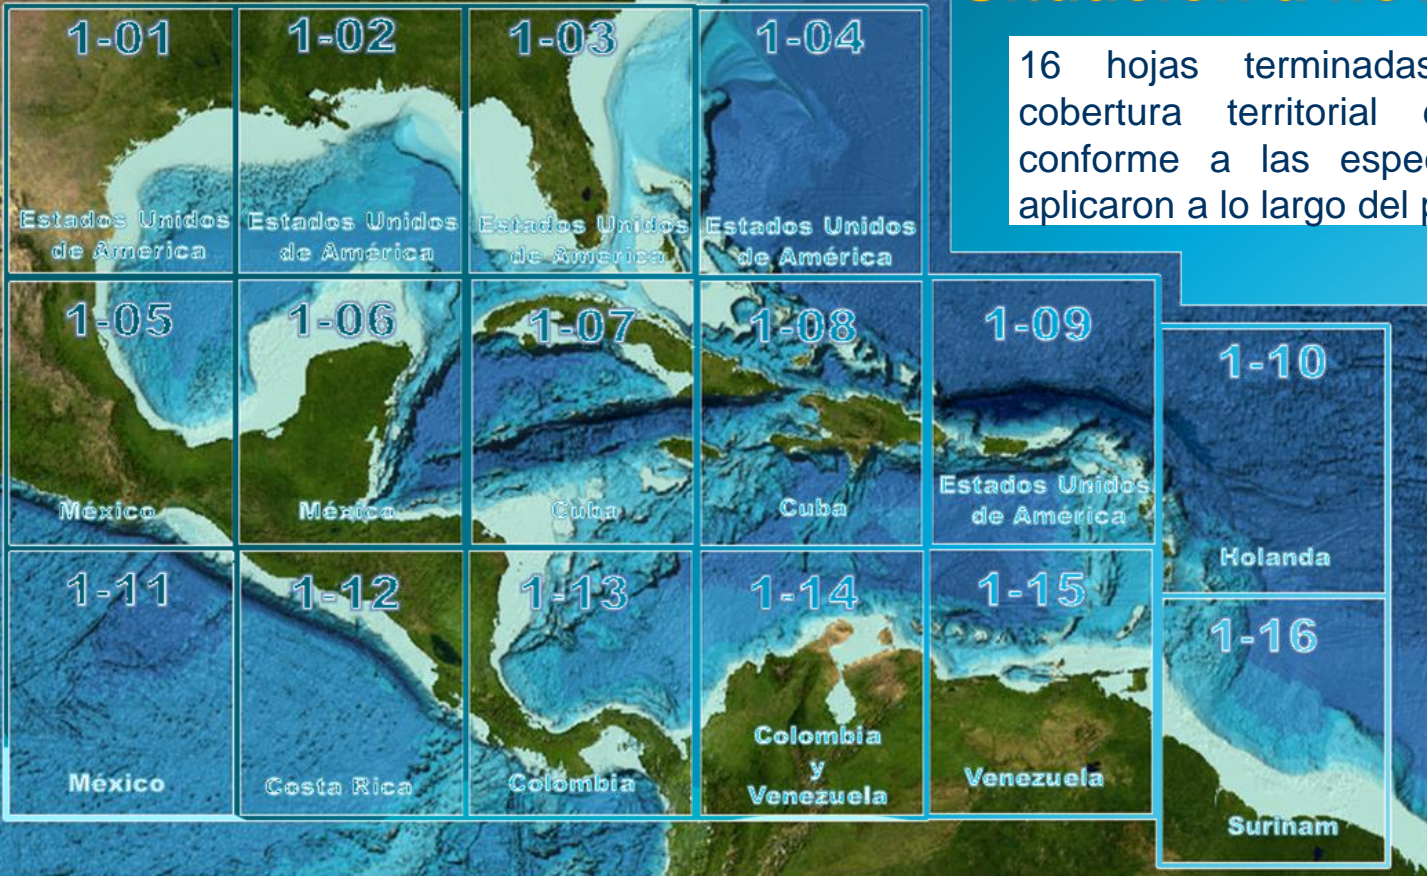 1-01
1-02
1-03
1-04
16 hojas terminadas
cobertura territorial
conforme a las espe
aplicaron a lo largo del
Estados Unidos
de América
Estados Unidos
de América
Estados Unidos
de América
Estados Unidos
de América
1-05
1-06
1-07
1-08
1-09
1-10
México
México
Cuba
Cuba
Estados Unidos
de América
Holanda
1-11
1-12
1-13
1-14
1-15
1-16
México
Costa Rica
Colombia
Colombia
y
Venezuela
Venezuela
Surinam